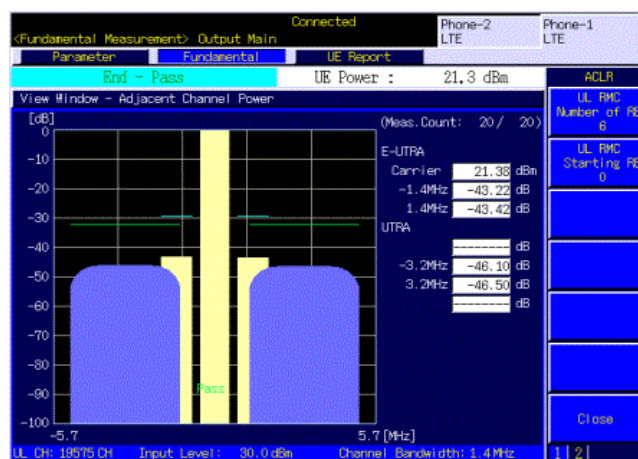 Connected
Phone-2
LTE
Phone-1
LTE
<Fundamental Measurement> Output Main
Parameter Fundamental UE Report
End - Pass UE Power : 21.3 dBm ACLR
View Window - Adjacent Channel Power
UL RMC
Number of RB
6
UL RMC
Starting RB
0
[dB]
(Meas.Count: 20 / 20)
0
-10
-20
-30
-40
-50
-60
-70
-80
-90
-100
E-UTRA
Carrier 21.38 dBm
-1.4MHz -43.22 dB
1.4MHz -43.42 dB
UTRA
-------- dB
-3.2MHz -46.10 dB
3.2MHz -46.50 dB
-------- dB
Pass
-5.7 5.7 [MHz]
Close
UL CH: 19575 CH Input Level: 30.0 dBm Channel Bandwidth: 1.4 MHz
1 2